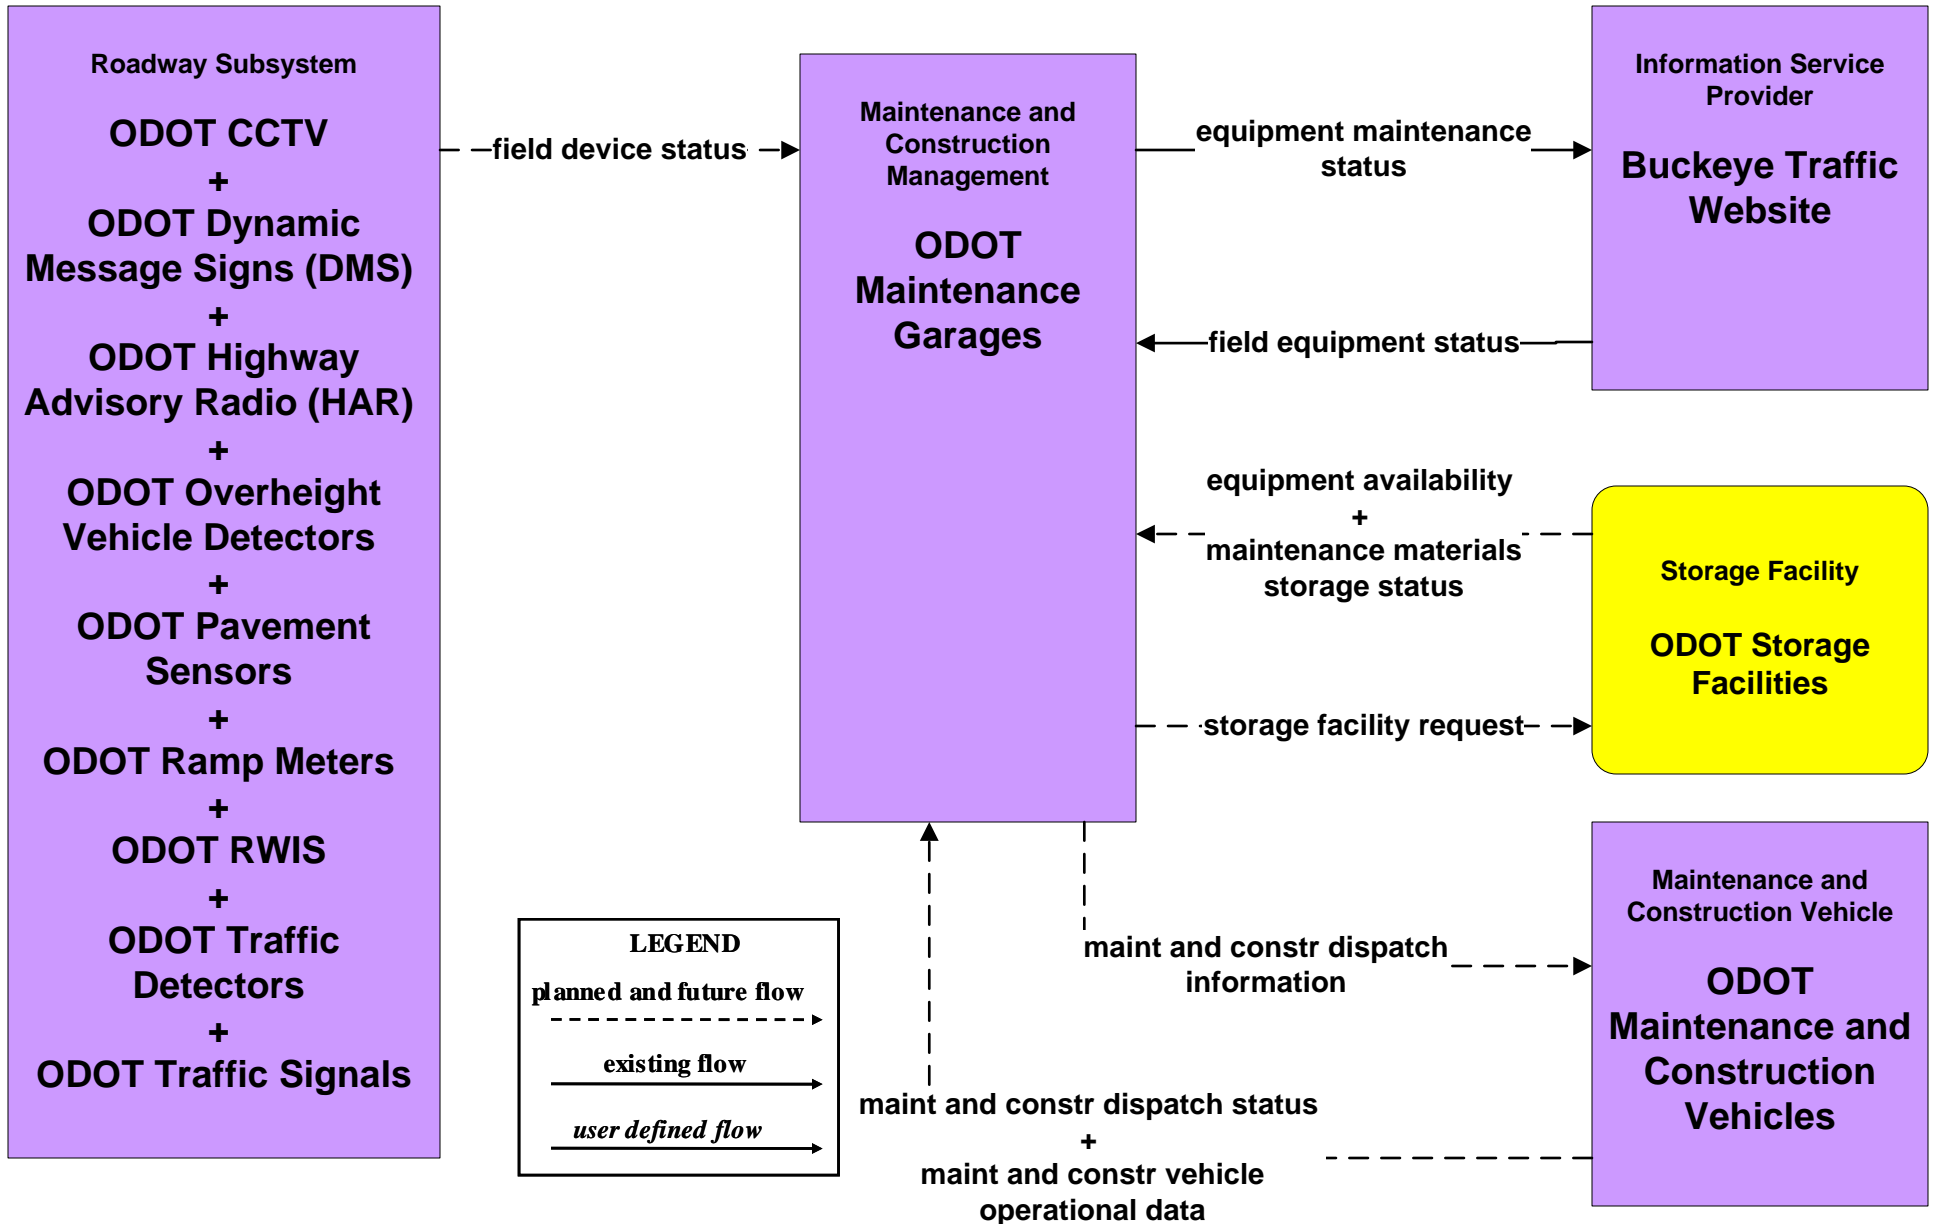 Roadway Subsystem
ODOT CCTV
+
ODOT Dynamic
Message Signs (DMS)
+
ODOT Highway
Advisory Radio (HAR)
+
ODOT Overheight
Vehicle Detectors
+
ODOT Pavement
Sensors
+
ODOT Ramp Meters
+
ODOT RWIS
+
ODOT Traffic
Detectors
+
ODOT Traffic Signals
field device status
Maintenance and
Construction
Management
ODOT
Maintenance
Garages
equipment maintenance
status
field equipment status
equipment availability
+
maintenance materials
storage status
storage facility request
maint and constr dispatch
information
maint and constr dispatch status
+
maint and constr vehicle
operational data
Information Service
Provider
Buckeye Traffic
Website
Storage Facility
ODOT Storage
Facilities
Maintenance and
Construction Vehicle
ODOT
Maintenance and
Construction
Vehicles
LEGEND
planned and future flow
existing flow
user defined flow